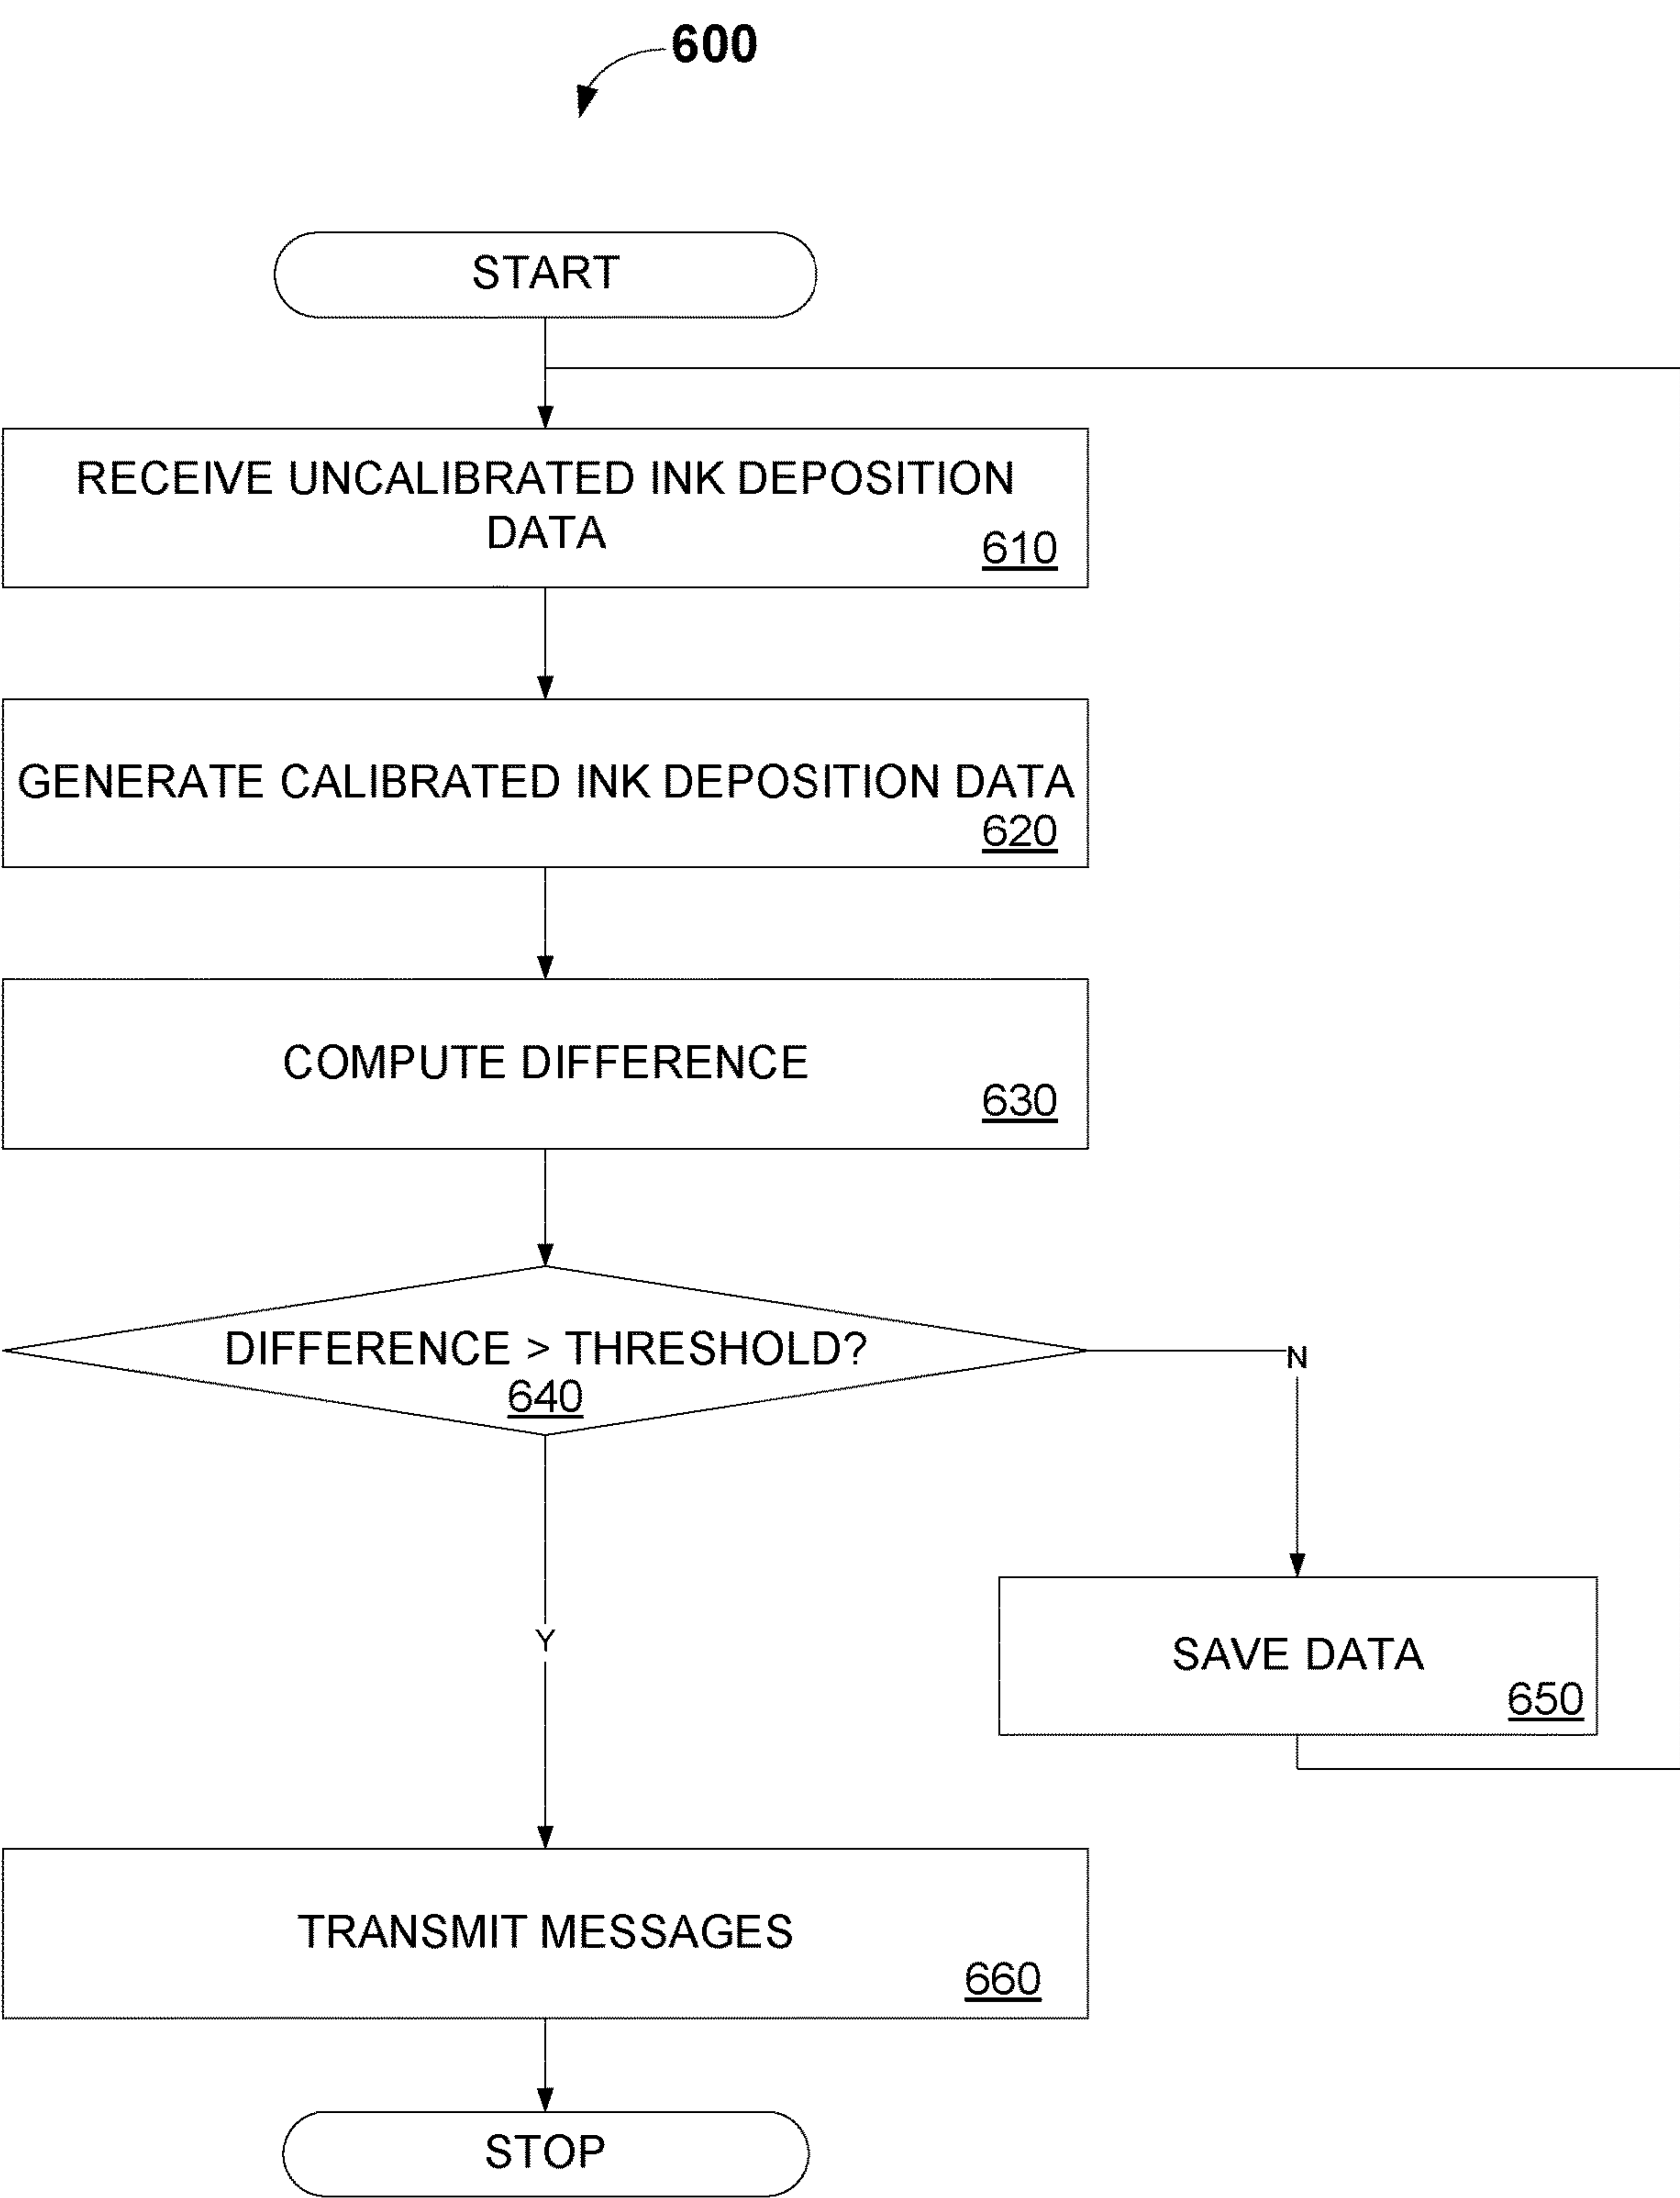 600
START
RECEIVE UNCALIBRATED INK DEPOSITION
DATA
610
GENERATE CALIBRATED INK DEPOSITION DATA
620
COMPUTE DIFFERENCE
630
DIFFERENCE > THRESHOLD?
640
N
Y
SAVE DATA
650
TRANSMIT MESSAGES
660
STOP